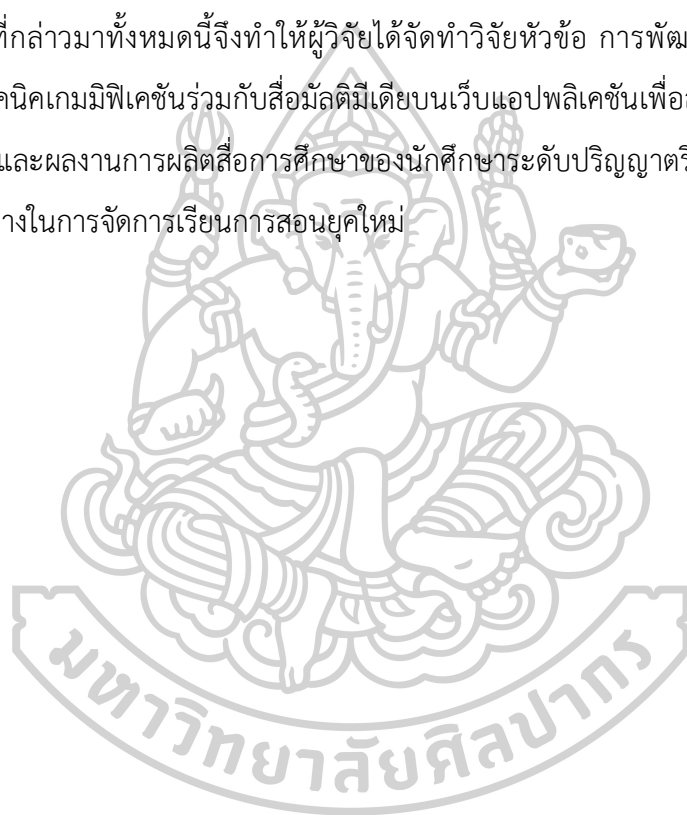 ที่กล่าวมาทั้งหมดนี้จึงทำให้ผู้วิจัยได้จัดทำวิจัยหัวข้อ การพัฒ
คนิคเกมมิฟิเคชันร่วมกับสื่อมัลติมีเดียบนเว็บแอปพลิเคชันเพื่อ
และผลงานการผลิตสื่อการศึกษาของนักศึกษาระดับปริญญาตรี
างในการจัดการเรียนการสอนยุคใหม่
มหาวิทยาลัยศิลปากร